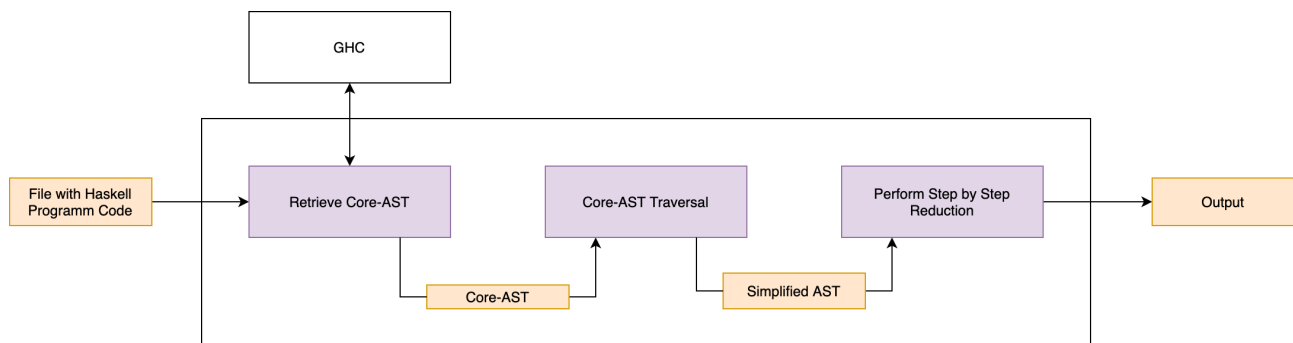 GHC
File with Haskell
Programm Code
Retrieve Core-AST
Core-AST Traversal
Perform Step by Step
Reduction
Output
Core-AST
Simplified AST